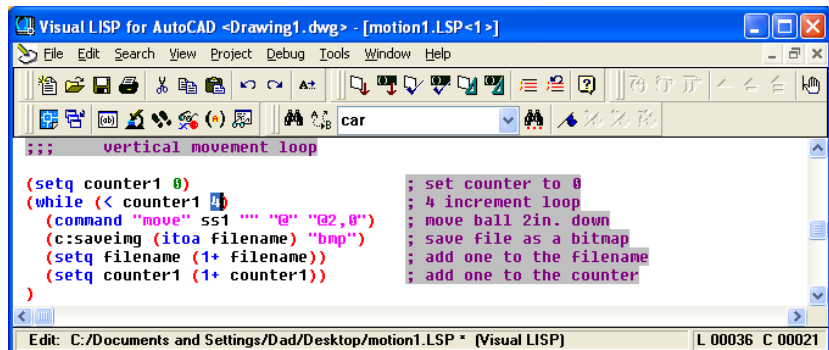 Visual LISP for AutoCAD <Drawing1.dwg> - [motion1.LSP<1>]
File Edit Search View Project Debug Tools Window Help
car
;;; vertical movement loop
(setq counter1 0) ; set counter to 0
(while (< counter1 4) ; 4 increment loop
(command "move" ss1 "" "@" "@2,0") ; move ball 2in. down
(c:saveimg (itoa filename) "bmp") ; save file as a bitmap
(setq filename (1+ filename)) ; add one to the filename
(setq counter1 (1+ counter1)) ; add one to the counter
)
Edit: C:/Documents and Settings/Dad/Desktop/motion1.LSP * (Visual LISP) L 00036 C 00021